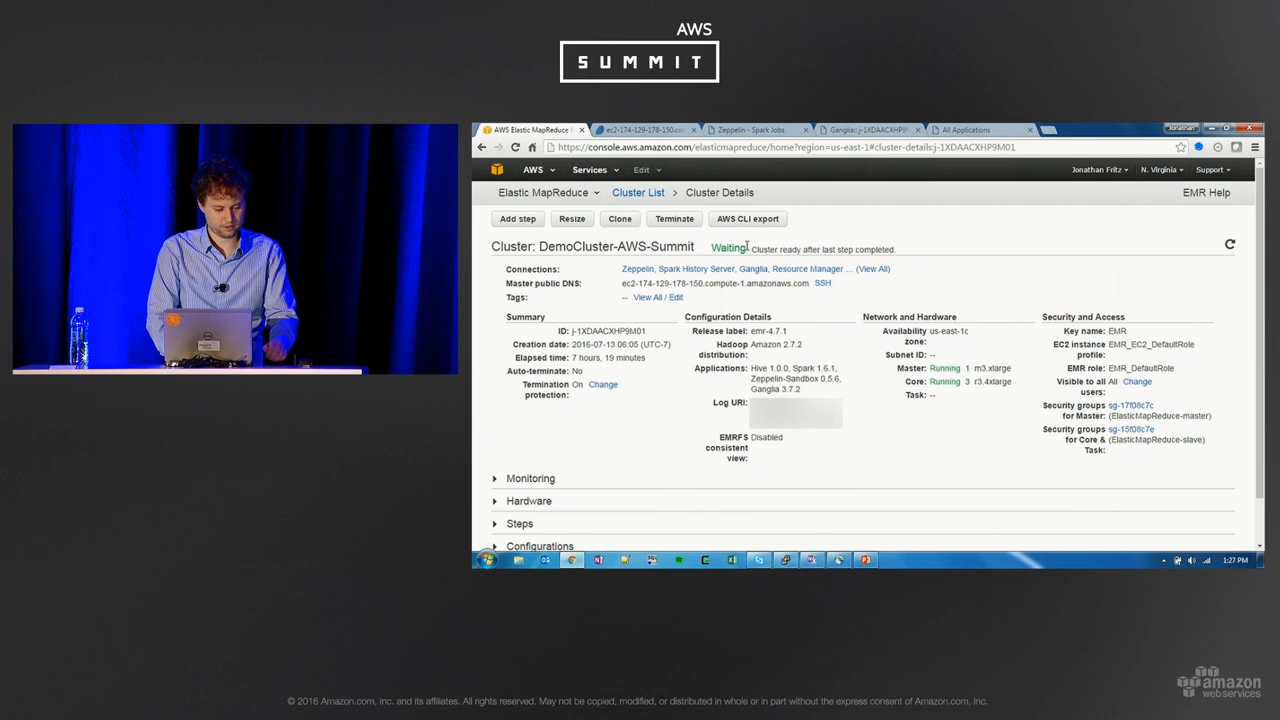 AWS
SUMMIT
AWS Elastic MapReduce
ec2-174-129-178-150.co
Zeppelin - Spark Jobs
Ganglia: j-1XDAACXHP9M
All Applications
Jonathan
https://console.aws.amazon.com/elasticmapreduce/home?region=us-east-1#cluster-details:j-1XDAACXHP9M01
AWS Services Edit Jonathan Fritz N. Virginia Support
Elastic MapReduce Cluster List > Cluster Details EMR Help
Add step Resize Clone Terminate AWS CLI export
Cluster: DemoCluster-AWS-Summit Waiting Cluster ready after last step completed.
Connections: Zeppelin, Spark History Server, Ganglia, Resource Manager ... (View All)
Master public DNS: ec2-174-129-178-150.compute-1.amazonaws.com SSH
Tags: -- View All / Edit
Summary
ID: j-1XDAACXHP9M01
Creation date: 2016-07-13 06:05 (UTC-7)
Elapsed time: 7 hours, 19 minutes
Auto-terminate: No
Termination On Change
protection:
Configuration Details
Release label: emr-4.7.1
Hadoop Amazon 2.7.2
distribution:
Applications: Hive 1.0.0, Spark 1.6.1,
Zeppelin-Sandbox 0.5.6,
Ganglia 3.7.2
Log URI:
EMRFS Disabled
consistent
view:
Network and Hardware
Availability us-east-1c
zone:
Subnet ID: --
Master: Running 1 m3.xlarge
Core: Running 3 r3.4xlarge
Task: --
Security and Access
Key name: EMR
EC2 instance EMR_EC2_DefaultRole
profile:
EMR role: EMR_DefaultRole
Visible to all All Change
users:
Security groups sg-17f08c7c
for Master: (ElasticMapReduce-master)
Security groups sg-15f08c7e
for Core & (ElasticMapReduce-slave)
Task:
Monitoring
Hardware
Steps
Configurations
1:27 PM
© 2016 Amazon.com, Inc. and its affiliates. All rights reserved. May not be copied, modified, or distributed in whole or in part without the express consent of Amazon.com, Inc.
amazon
web services